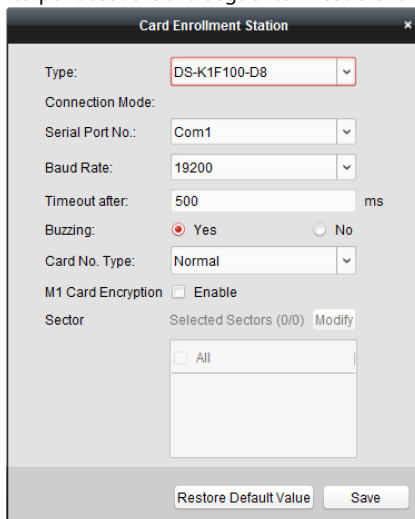 Card Enrollment Station ×
Type: DS-K1F100-D8
Connection Mode:
Serial Port No.: Com1
Baud Rate: 19200
Timeout after: 500 ms
Buzzing: Yes No
Card No. Type: Normal
M1 Card Encryption Enable
Sector Selected Sectors (0/0) Modify
All
Restore Default Value Save